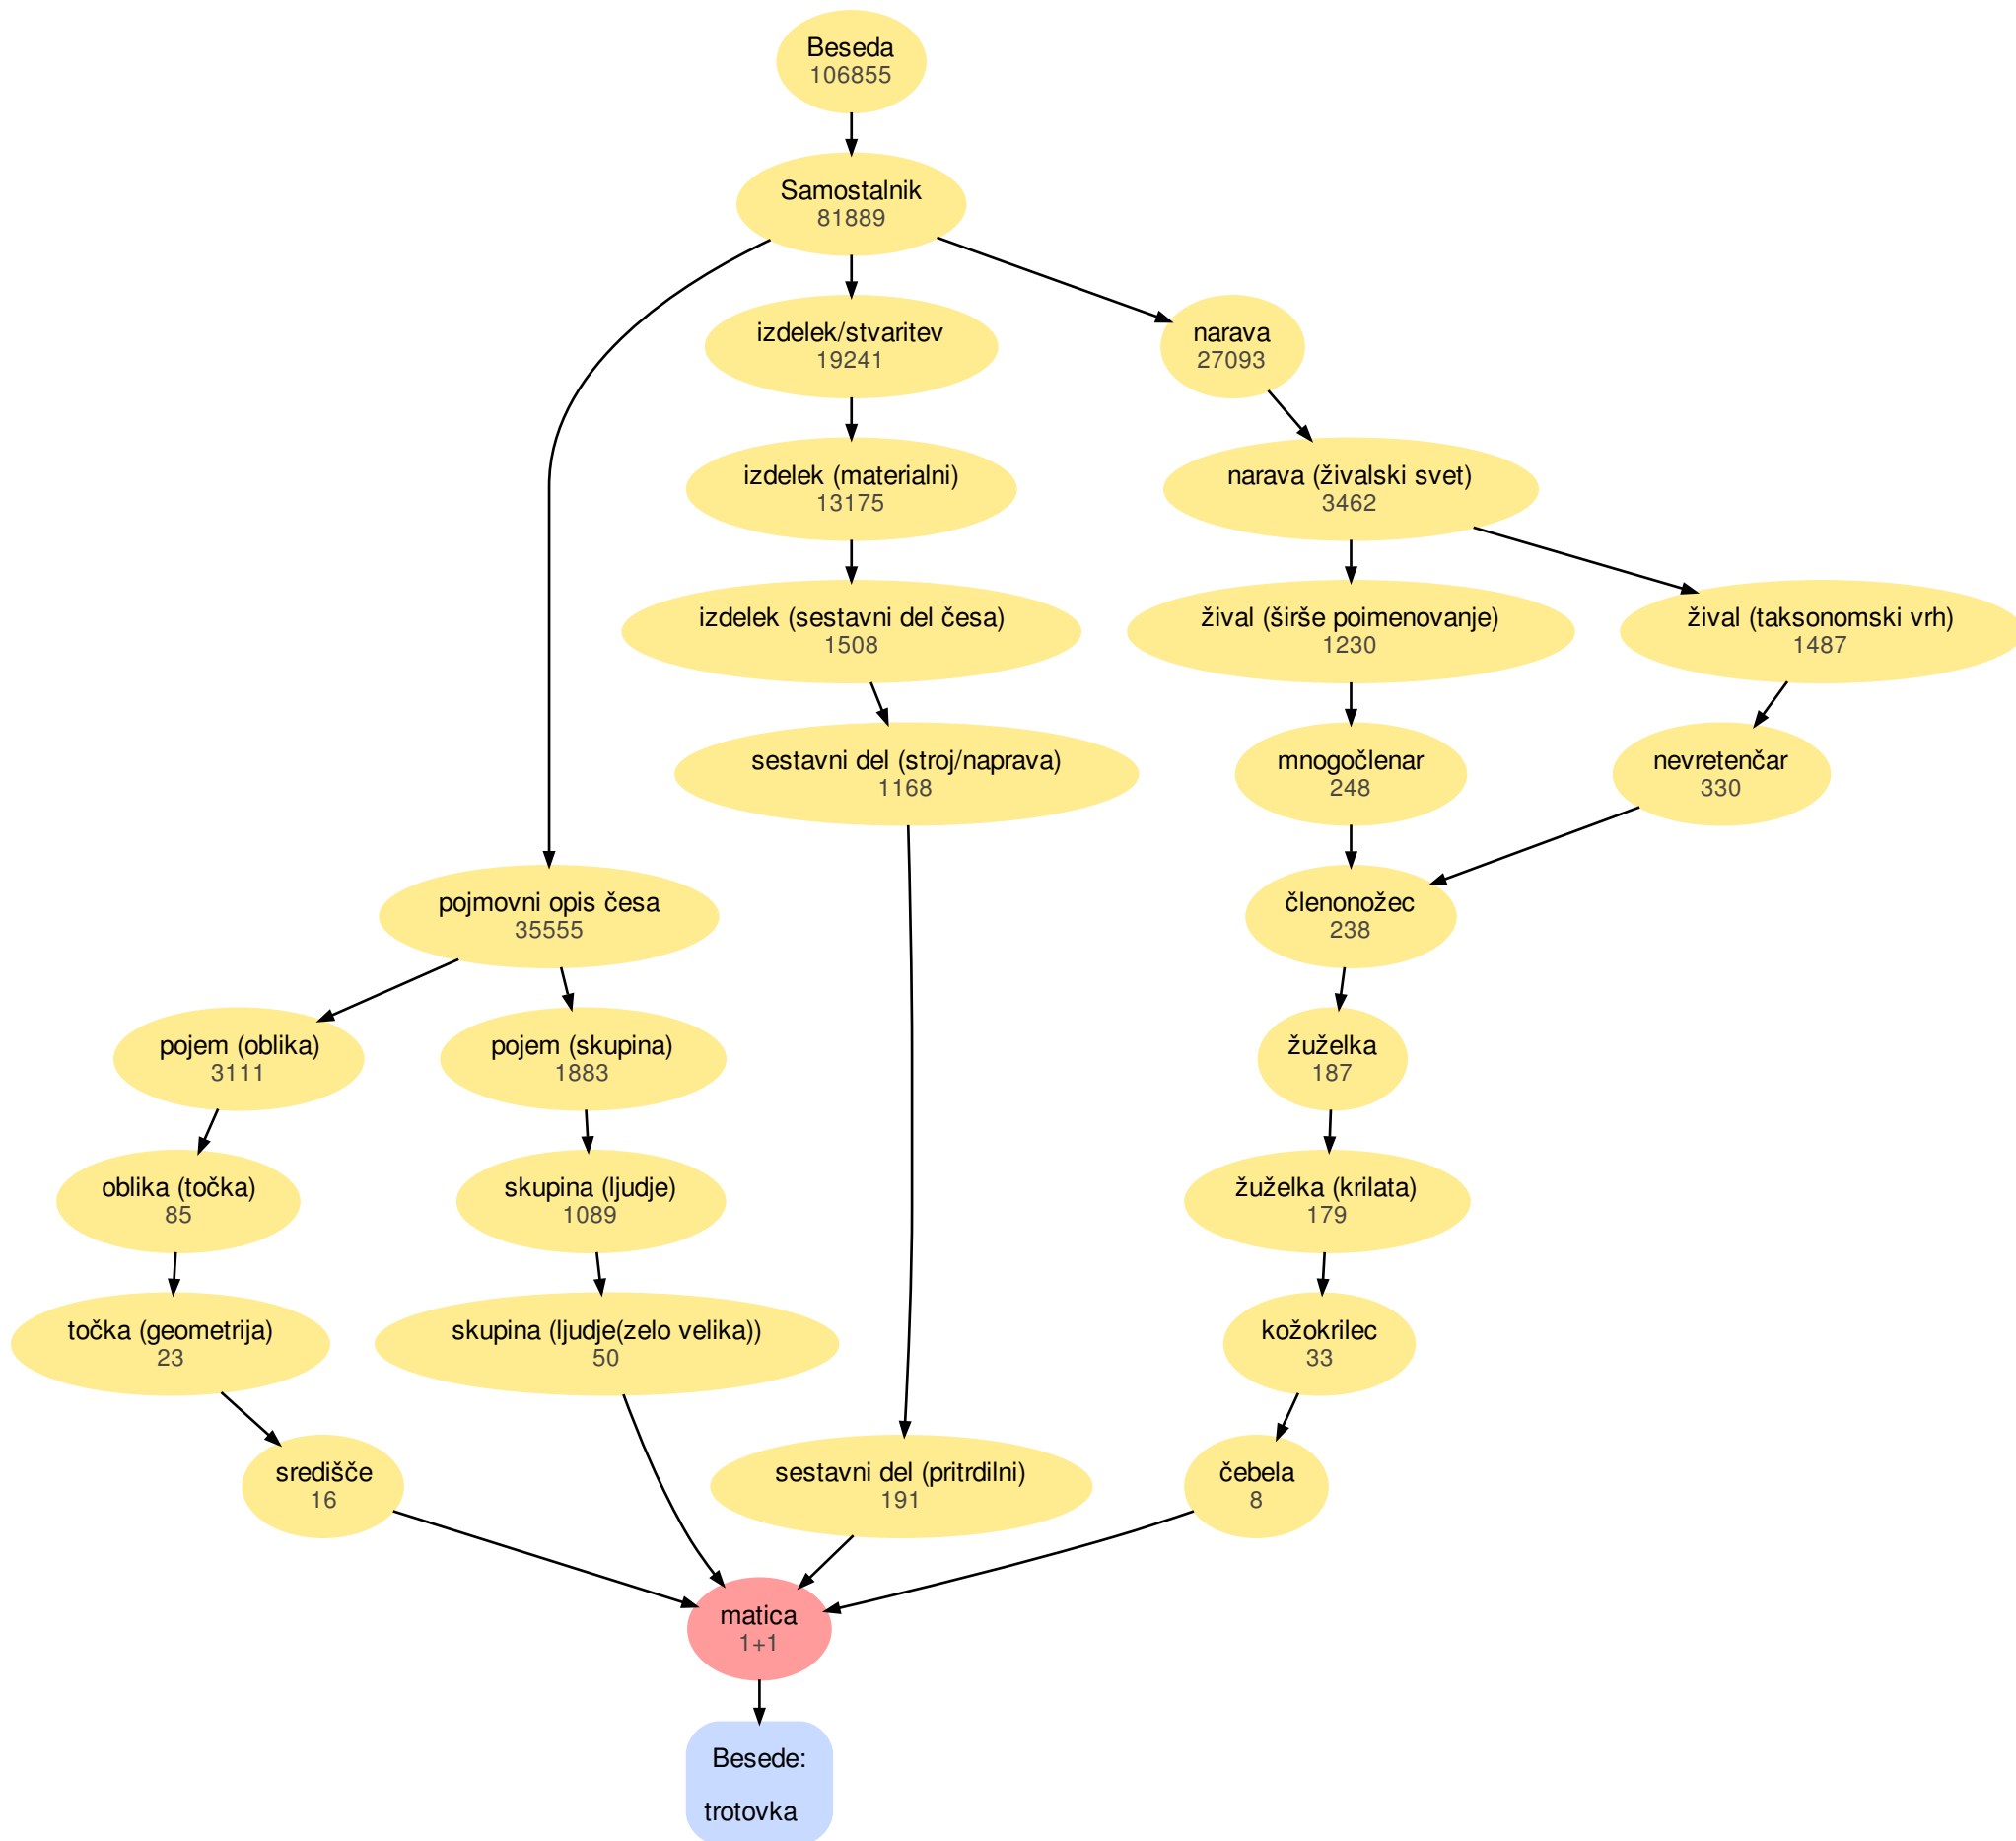 Beseda
106855
Samostalnik
81889
izdelek/stvaritev
19241
narava
27093
izdelek (materialni)
13175
narava (živalski svet)
3462
izdelek (sestavni del česa)
1508
žival (širše poimenovanje)
1230
žival (taksonomski vrh)
1487
sestavni del (stroj/naprava)
1168
mnogočlenar
248
nevretenčar
330
pojmovni opis česa
35555
členonožec
238
pojem (oblika)
3111
pojem (skupina)
1883
žuželka
187
oblika (točka)
85
skupina (ljudje)
1089
žuželka (krilata)
179
točka (geometrija)
23
skupina (ljudje(zelo velika))
50
kožokrilec
33
središče
16
sestavni del (pritrdilni)
191
čebela
8
matica
1+1
Besede:
trotovka